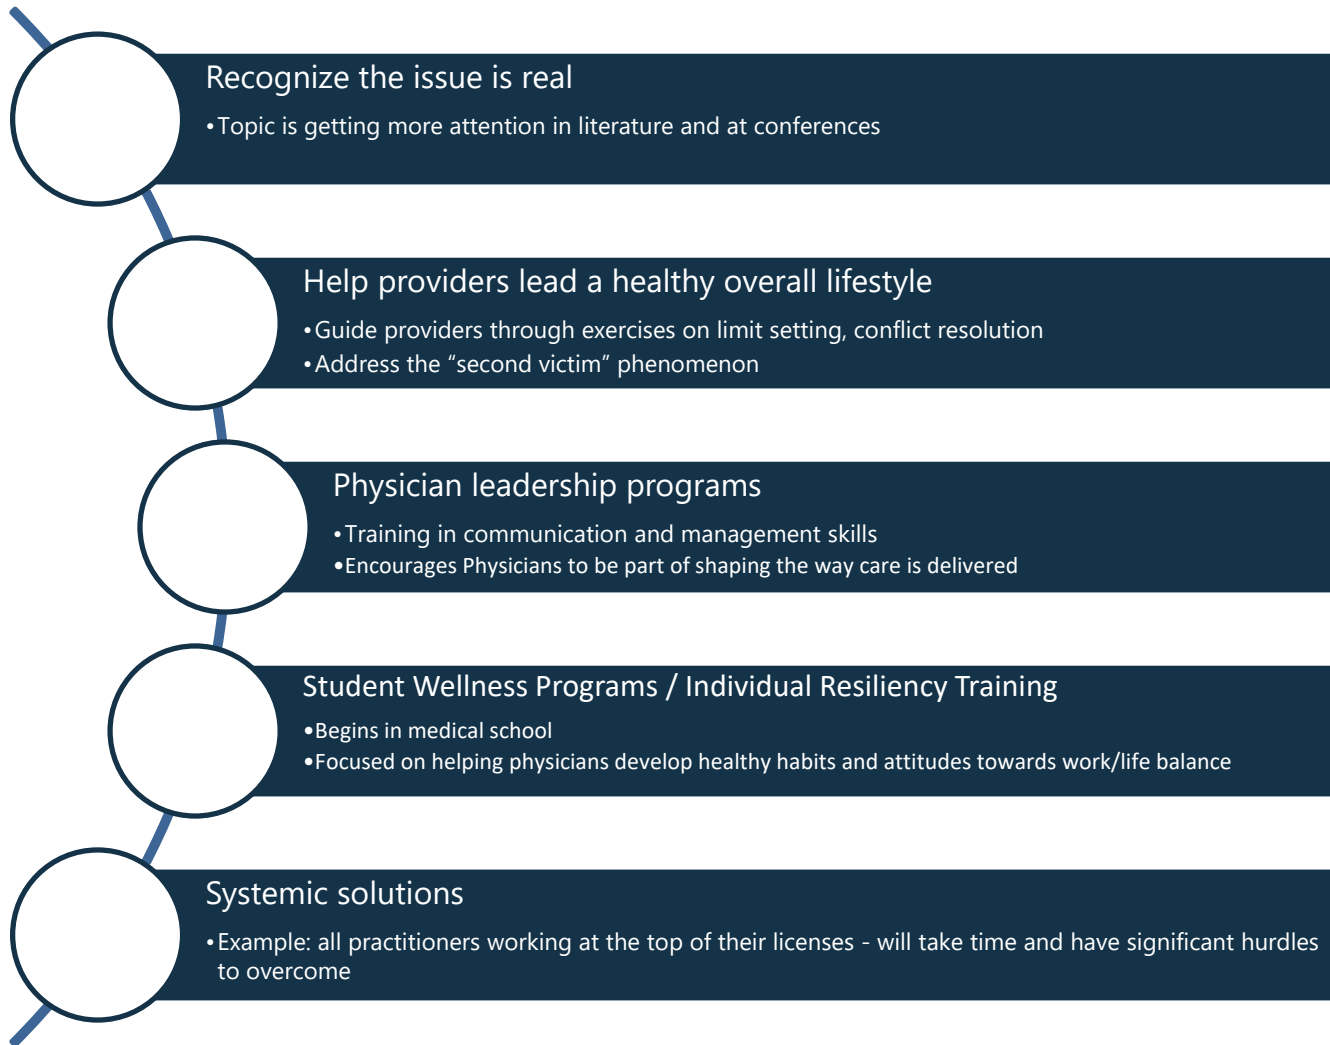 Recognize the issue is real
•Topic is getting more attention in literature and at conferences
Help providers lead a healthy overall lifestyle
•Guide providers through exercises on limit setting, conflict resolution
•Address the “second victim” phenomenon
Physician leadership programs
•Training in communication and management skills
•Encourages Physicians to be part of shaping the way care is delivered
Student Wellness Programs / Individual Resiliency Training
•Begins in medical school
•Focused on helping physicians develop healthy habits and attitudes towards work/life balance
Systemic solutions
•Example: all practitioners working at the top of their licenses - will take time and have significant hurdles
to overcome